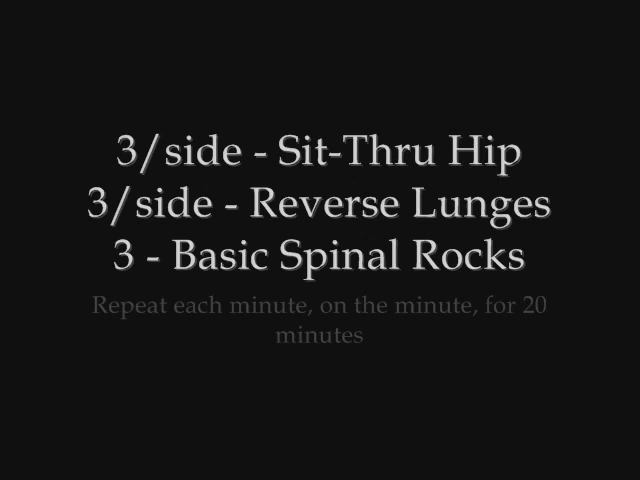 3/side - Sit-Thru Hip
3/side - Reverse Lunges
3 - Basic Spinal Rocks
Repeat each minute, on the minute, for 20
minutes